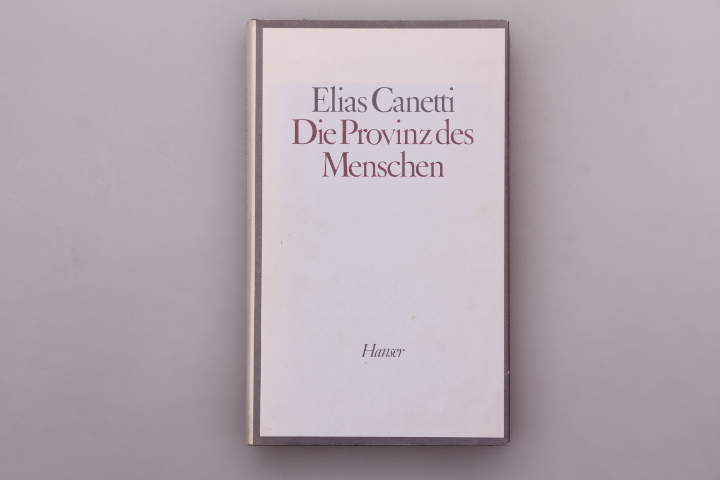 Elias Canetti
Die Provinz des
Menschen
Hanser